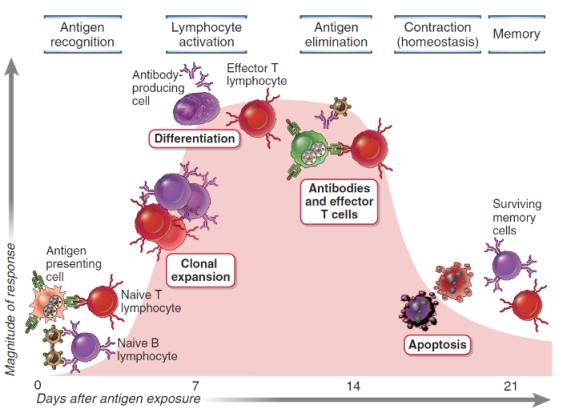 Antigen
recognition
Lymphocyte
activation
Antigen
elimination
Contraction
(homeostasis)
Memory
Antibody-
producing
cell
Effector T
lymphocyte
Differentiation
Antibodies
and effector
T cells
Surviving
memory
cells
Clonal
expansion
Antigen
presenting
cell
Naive T
lymphocyte
Naive B
lymphocyte
Apoptosis
Magnitude of response
0 7 14 21
Days after antigen exposure